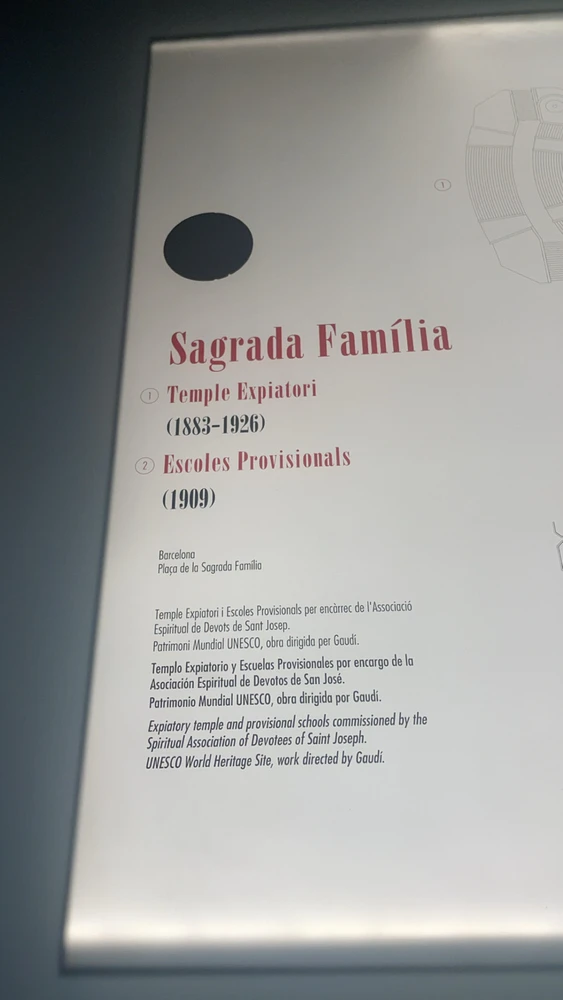 ①
Sagrada Família
① Temple Expiatori
(1883-1926)
② Escoles Provisionals
(1909)
Barcelona
Plaça de la Sagrada Família
Temple Expiatori i Escoles Provisionals per encàrrec de l'Associació
Espiritual de Devots de Sant Josep.
Patrimoni Mundial UNESCO, obra dirigida per Gaudí.
Templo Expiatorio y Escuelas Provisionales por encargo de la
Asociación Espiritual de Devotos de San José.
Patrimonio Mundial UNESCO, obra dirigida por Gaudí.
Expiatory temple and provisional schools commissioned by the
Spiritual Association of Devotees of Saint Joseph.
UNESCO World Heritage Site, work directed by Gaudí.